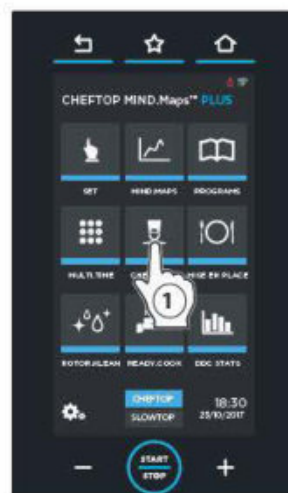 CHEFTOP MIND.Maps™ PLUS
SET
MIND.MAPS
PROGRAMS
MULTI.TIME
MISE EN PLACE
1
ROTOR.KLEAN
READY.COOK
DDC STATS
CHEFTOP
SLOWTOP
18:30
25/10/2017
START
STOP